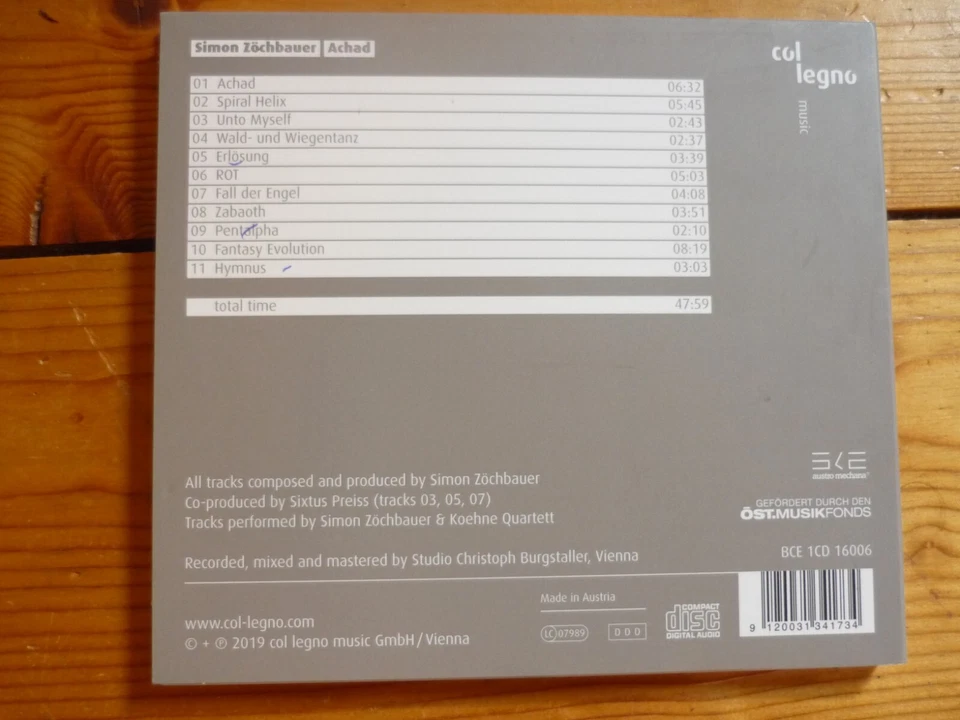 Simon Zöchbauer Achad
col legno
music
01 Achad 06:32
02 Spiral Helix 05:45
03 Unto Myself 02:43
04 Wald- und Wiegentanz 02:37
05 Erlösung 03:39
06 ROT 05:03
07 Fall der Engel 04:08
08 Zabaoth 03:51
09 Pentalpha 02:10
10 Fantasy Evolution 08:19
11 Hymnus 03:03
total time 47:59
All tracks composed and produced by Simon Zöchbauer
Co-produced by Sixtus Preiss (tracks 03, 05, 07)
Tracks performed by Simon Zöchbauer & Koehne Quartett
Recorded, mixed and mastered by Studio Christoph Burgstaller, Vienna
SKE
austro mechana
GEFÖRDERT DURCH DEN
ÖST.MUSIKFONDS
BCE 1CD 16006
www.col-legno.com
© + ℗ 2019 col legno music GmbH / Vienna
Made in Austria
LC 07989
D D D
COMPACT
disc
DIGITAL AUDIO
9 120031 341734